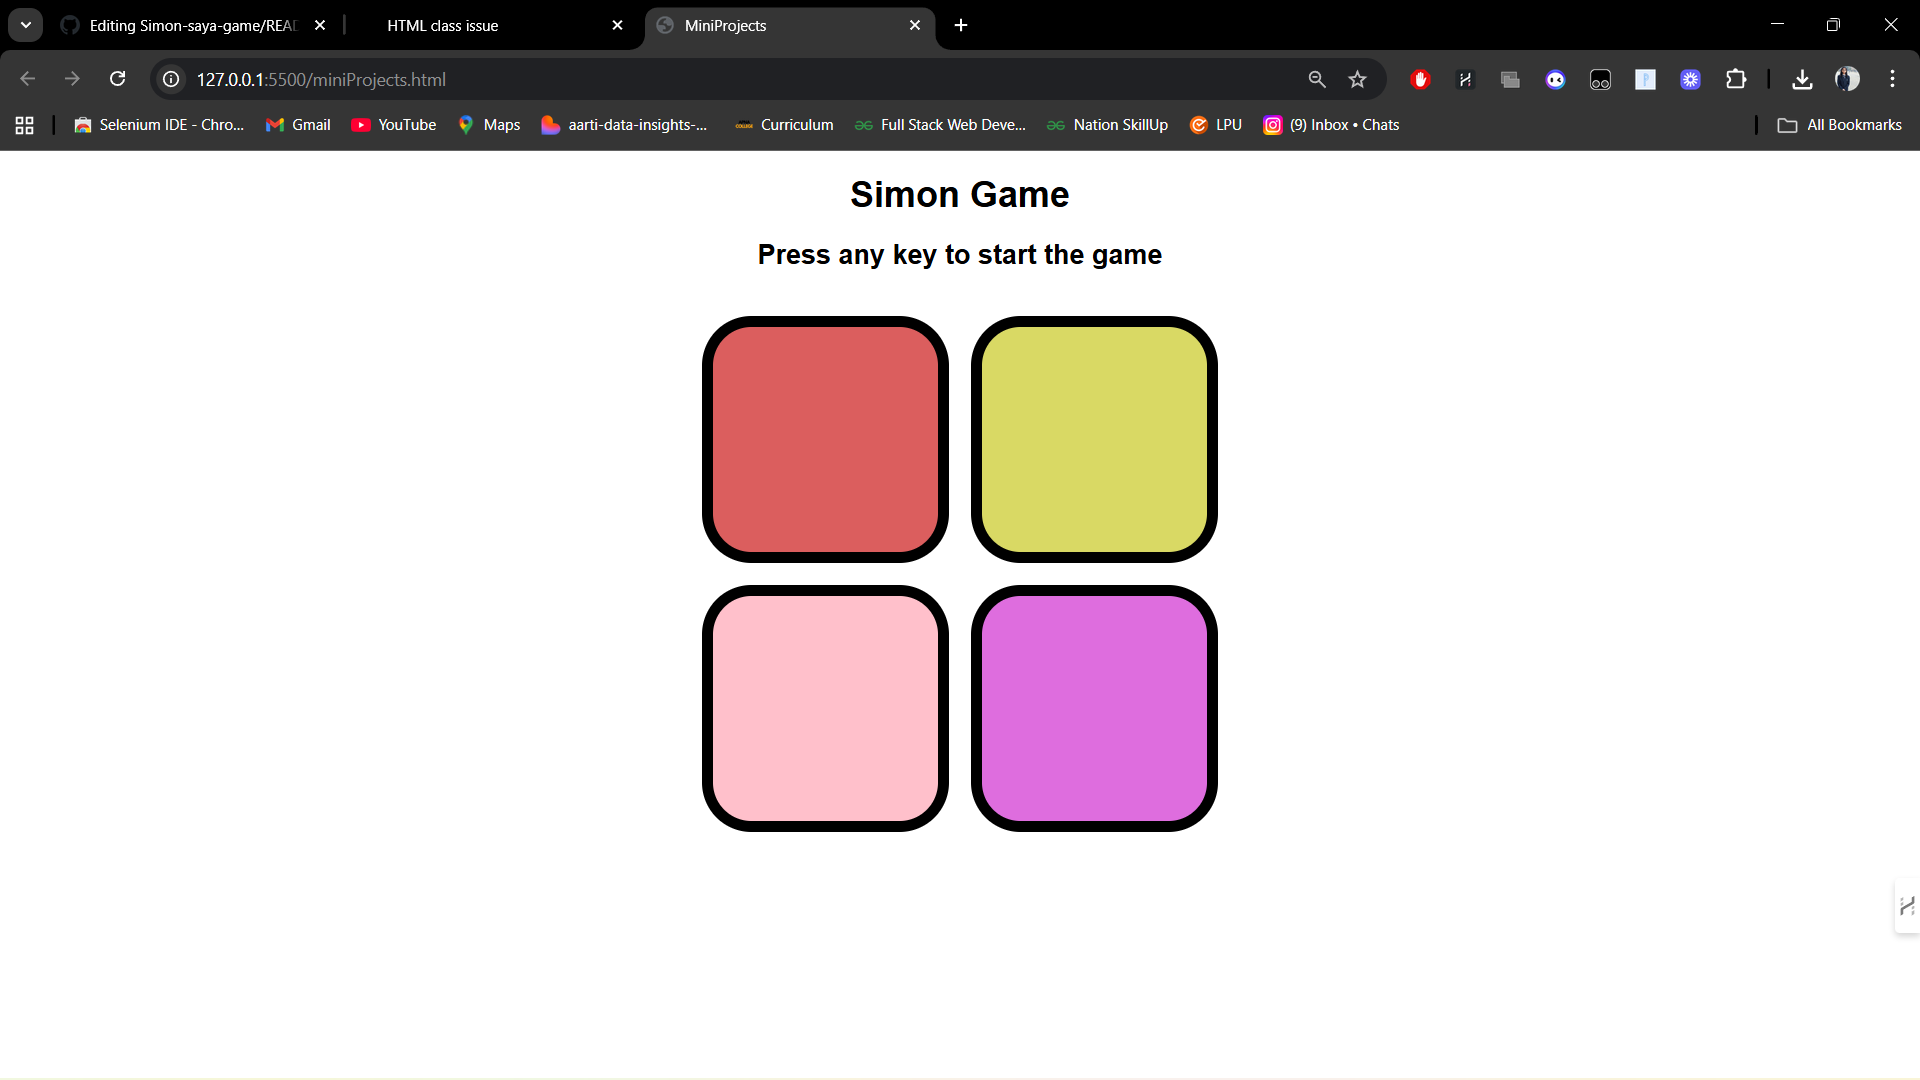 Editing Simon-saya-game/REA
HTML class issue
MiniProjects
127.0.0.1:5500/miniProjects.html
Selenium IDE - Chro...
Gmail
YouTube
Maps
aarti-data-insights-...
Curriculum
Full Stack Web Deve...
Nation SkillUp
LPU
(9) Inbox • Chats
All Bookmarks
Simon Game
Press any key to start the game